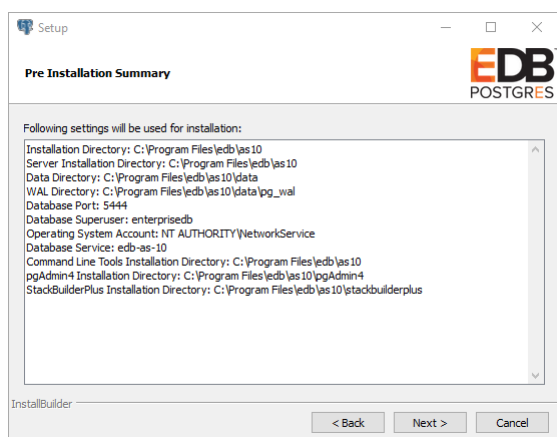 Setup
EDB
POSTGRES
Pre Installation Summary
Following settings will be used for installation:
Installation Directory: C:\Program Files\edb\as10
Server Installation Directory: C:\Program Files\edb\as10
Data Directory: C:\Program Files\edb\as10\data
WAL Directory: C:\Program Files\edb\as10\data\pg_wal
Database Port: 5444
Database Superuser: enterprisedb
Operating System Account: NT AUTHORITY\NetworkService
Database Service: edb-as-10
Command Line Tools Installation Directory: C:\Program Files\edb\as10
pgAdmin4 Installation Directory: C:\Program Files\edb\as10\pgAdmin4
StackBuilderPlus Installation Directory: C:\Program Files\edb\as10\stackbuilderplus
InstallBuilder
< Back
Next >
Cancel